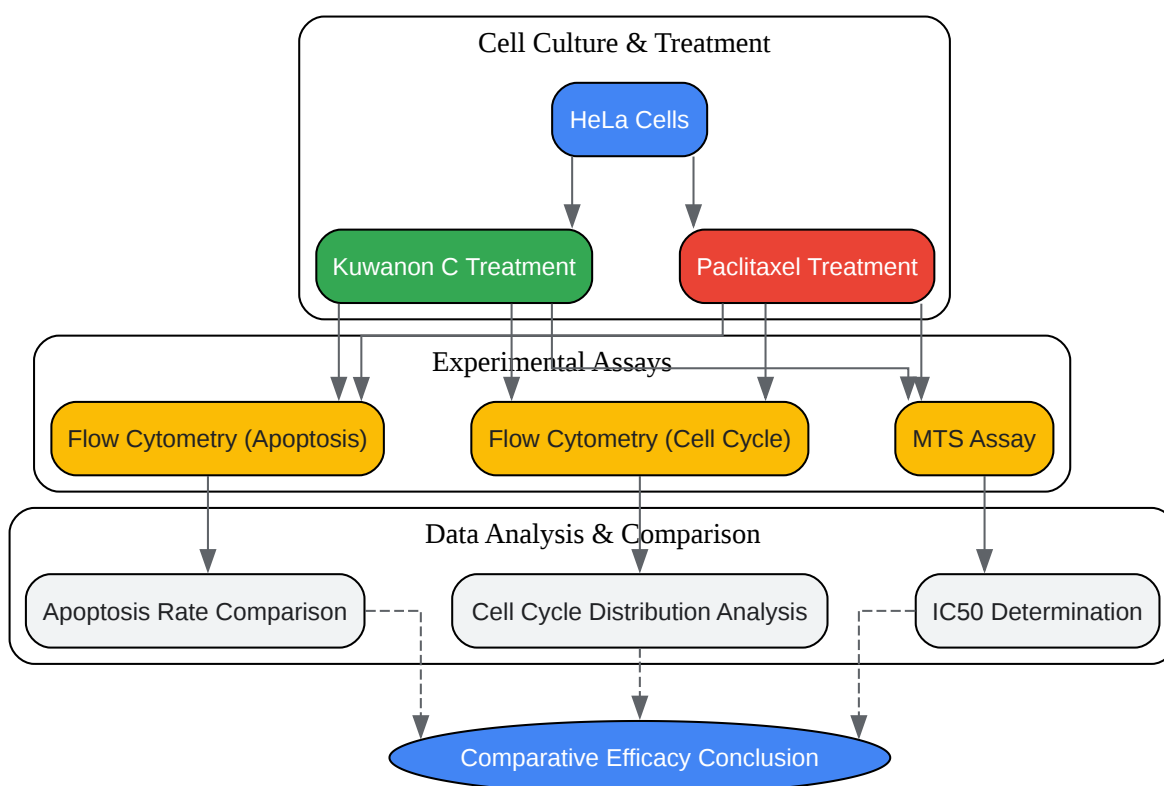 Cell Culture & Treatment
HeLa Cells
Kuwanon C Treatment
Paclitaxel Treatment
Experimental Assays
Flow Cytometry (Apoptosis)
Flow Cytometry (Cell Cycle)
MTS Assay
Data Analysis & Comparison
Apoptosis Rate Comparison
Cell Cycle Distribution Analysis
IC50 Determination
Comparative Efficacy Conclusion